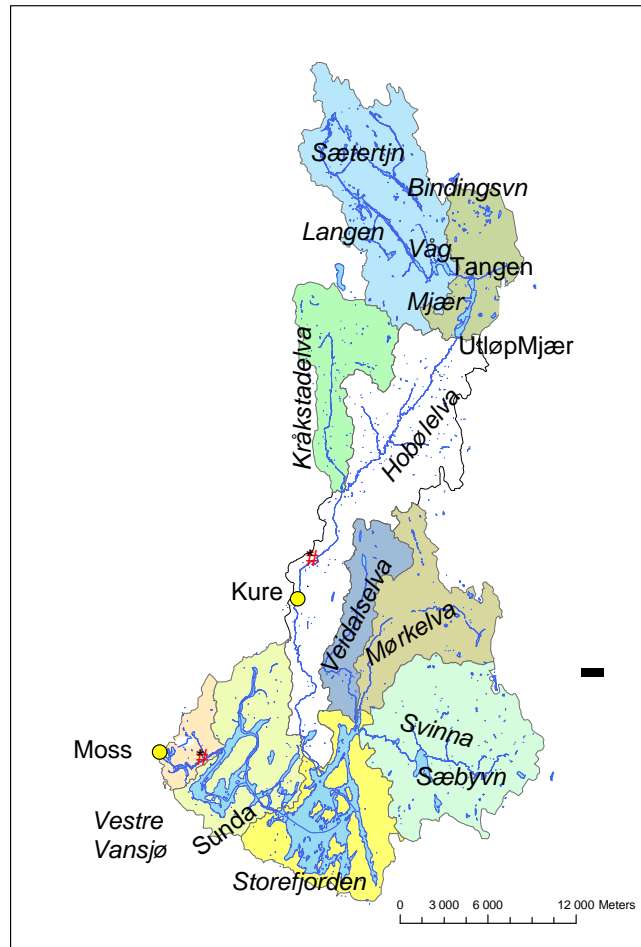 Sætertjn
Bindingsvn
Langen
Våg
Tangen
Mjær
UtløpMjær
Kråkstadelva
Hobølelva
*
#
Kure
Veidalselva
Mørkelva
Svinna
Moss
*
#
Sæbyvn
Vestre
Vansjø
Sunda
Storefjorden
0 3 000 6 000 12 000 Meters